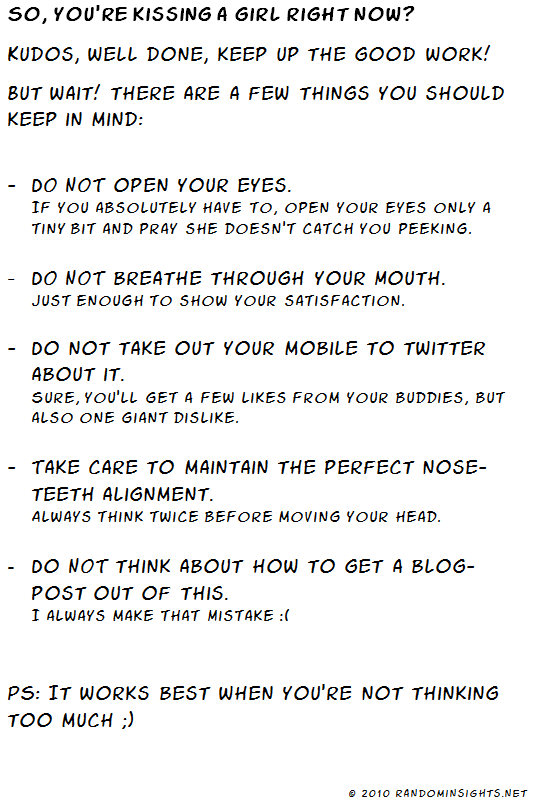 SO, YOU'RE KISSING A GIRL RIGHT NOW?
KUDOS, WELL DONE, KEEP UP THE GOOD WORK!
BUT WAIT! THERE ARE A FEW THINGS YOU SHOULD
KEEP IN MIND:
- DO NOT OPEN YOUR EYES.
IF YOU ABSOLUTELY HAVE TO, OPEN YOUR EYES ONLY A
TINY BIT AND PRAY SHE DOESN'T CATCH YOU PEEKING.
- DO NOT BREATHE THROUGH YOUR MOUTH.
JUST ENOUGH TO SHOW YOUR SATISFACTION.
- DO NOT TAKE OUT YOUR MOBILE TO TWITTER
ABOUT IT.
SURE, YOU'LL GET A FEW LIKES FROM YOUR BUDDIES, BUT
ALSO ONE GIANT DISLIKE.
- TAKE CARE TO MAINTAIN THE PERFECT NOSE-
TEETH ALIGNMENT.
ALWAYS THINK TWICE BEFORE MOVING YOUR HEAD.
- DO NOT THINK ABOUT HOW TO GET A BLOG-
POST OUT OF THIS.
I ALWAYS MAKE THAT MISTAKE :(
PS: IT WORKS BEST WHEN YOU'RE NOT THINKING
TOO MUCH ;)
© 2010 RANDOMINSIGHTS.NET